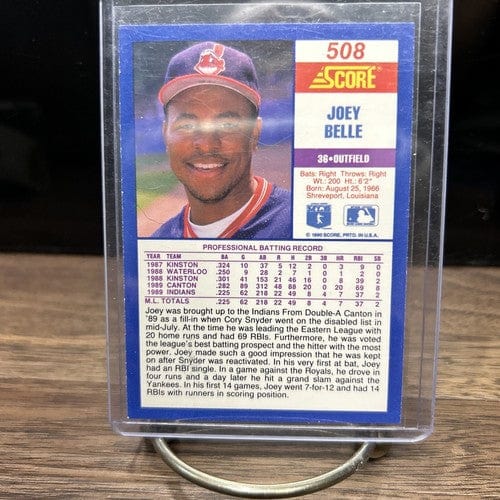 508
SCORE
JOEY
BELLE
36•OUTFIELD
Bats: Right Throws: Right
Wt.: 200 Ht.: 6'2"
Born: August 25, 1966
Shreveport, Louisiana
© 1990 SCORE, PRTD. IN U.S.A.
PROFESSIONAL BATTING RECORD
YEAR TEAM BA G AB R H 2B 3B HR RBI SB
1987 KINSTON .324 10 37 5 12 2 0 3 9 0
1988 WATERLOO .250 9 28 2 7 1 0 1 2 0
1988 KINSTON .301 41 153 21 46 16 0 8 39 2
1989 CANTON .282 89 312 48 88 20 0 20 69 8
1989 INDIANS .225 62 218 22 49 8 4 7 37 2
M.L. TOTALS .225 62 218 22 49 8 4 7 37 2
Joey was brought up to the Indians From Double-A Canton in
'89 as a fill-in when Cory Snyder went on the disabled list in
mid-July. At the time he was leading the Eastern League with
20 home runs and had 69 RBIs. Furthermore, he was voted
the league's best batting prospect and the hitter with the most
power. Joey made such a good impression that he was kept
on after Snyder was reactivated. In his very first at bat, Joey
had an RBI single. In a game against the Royals, he drove in
four runs and a day later he hit a grand slam against the
Yankees. In his first 14 games, Joey went 7-for-12 and had 14
RBIs with runners in scoring position.